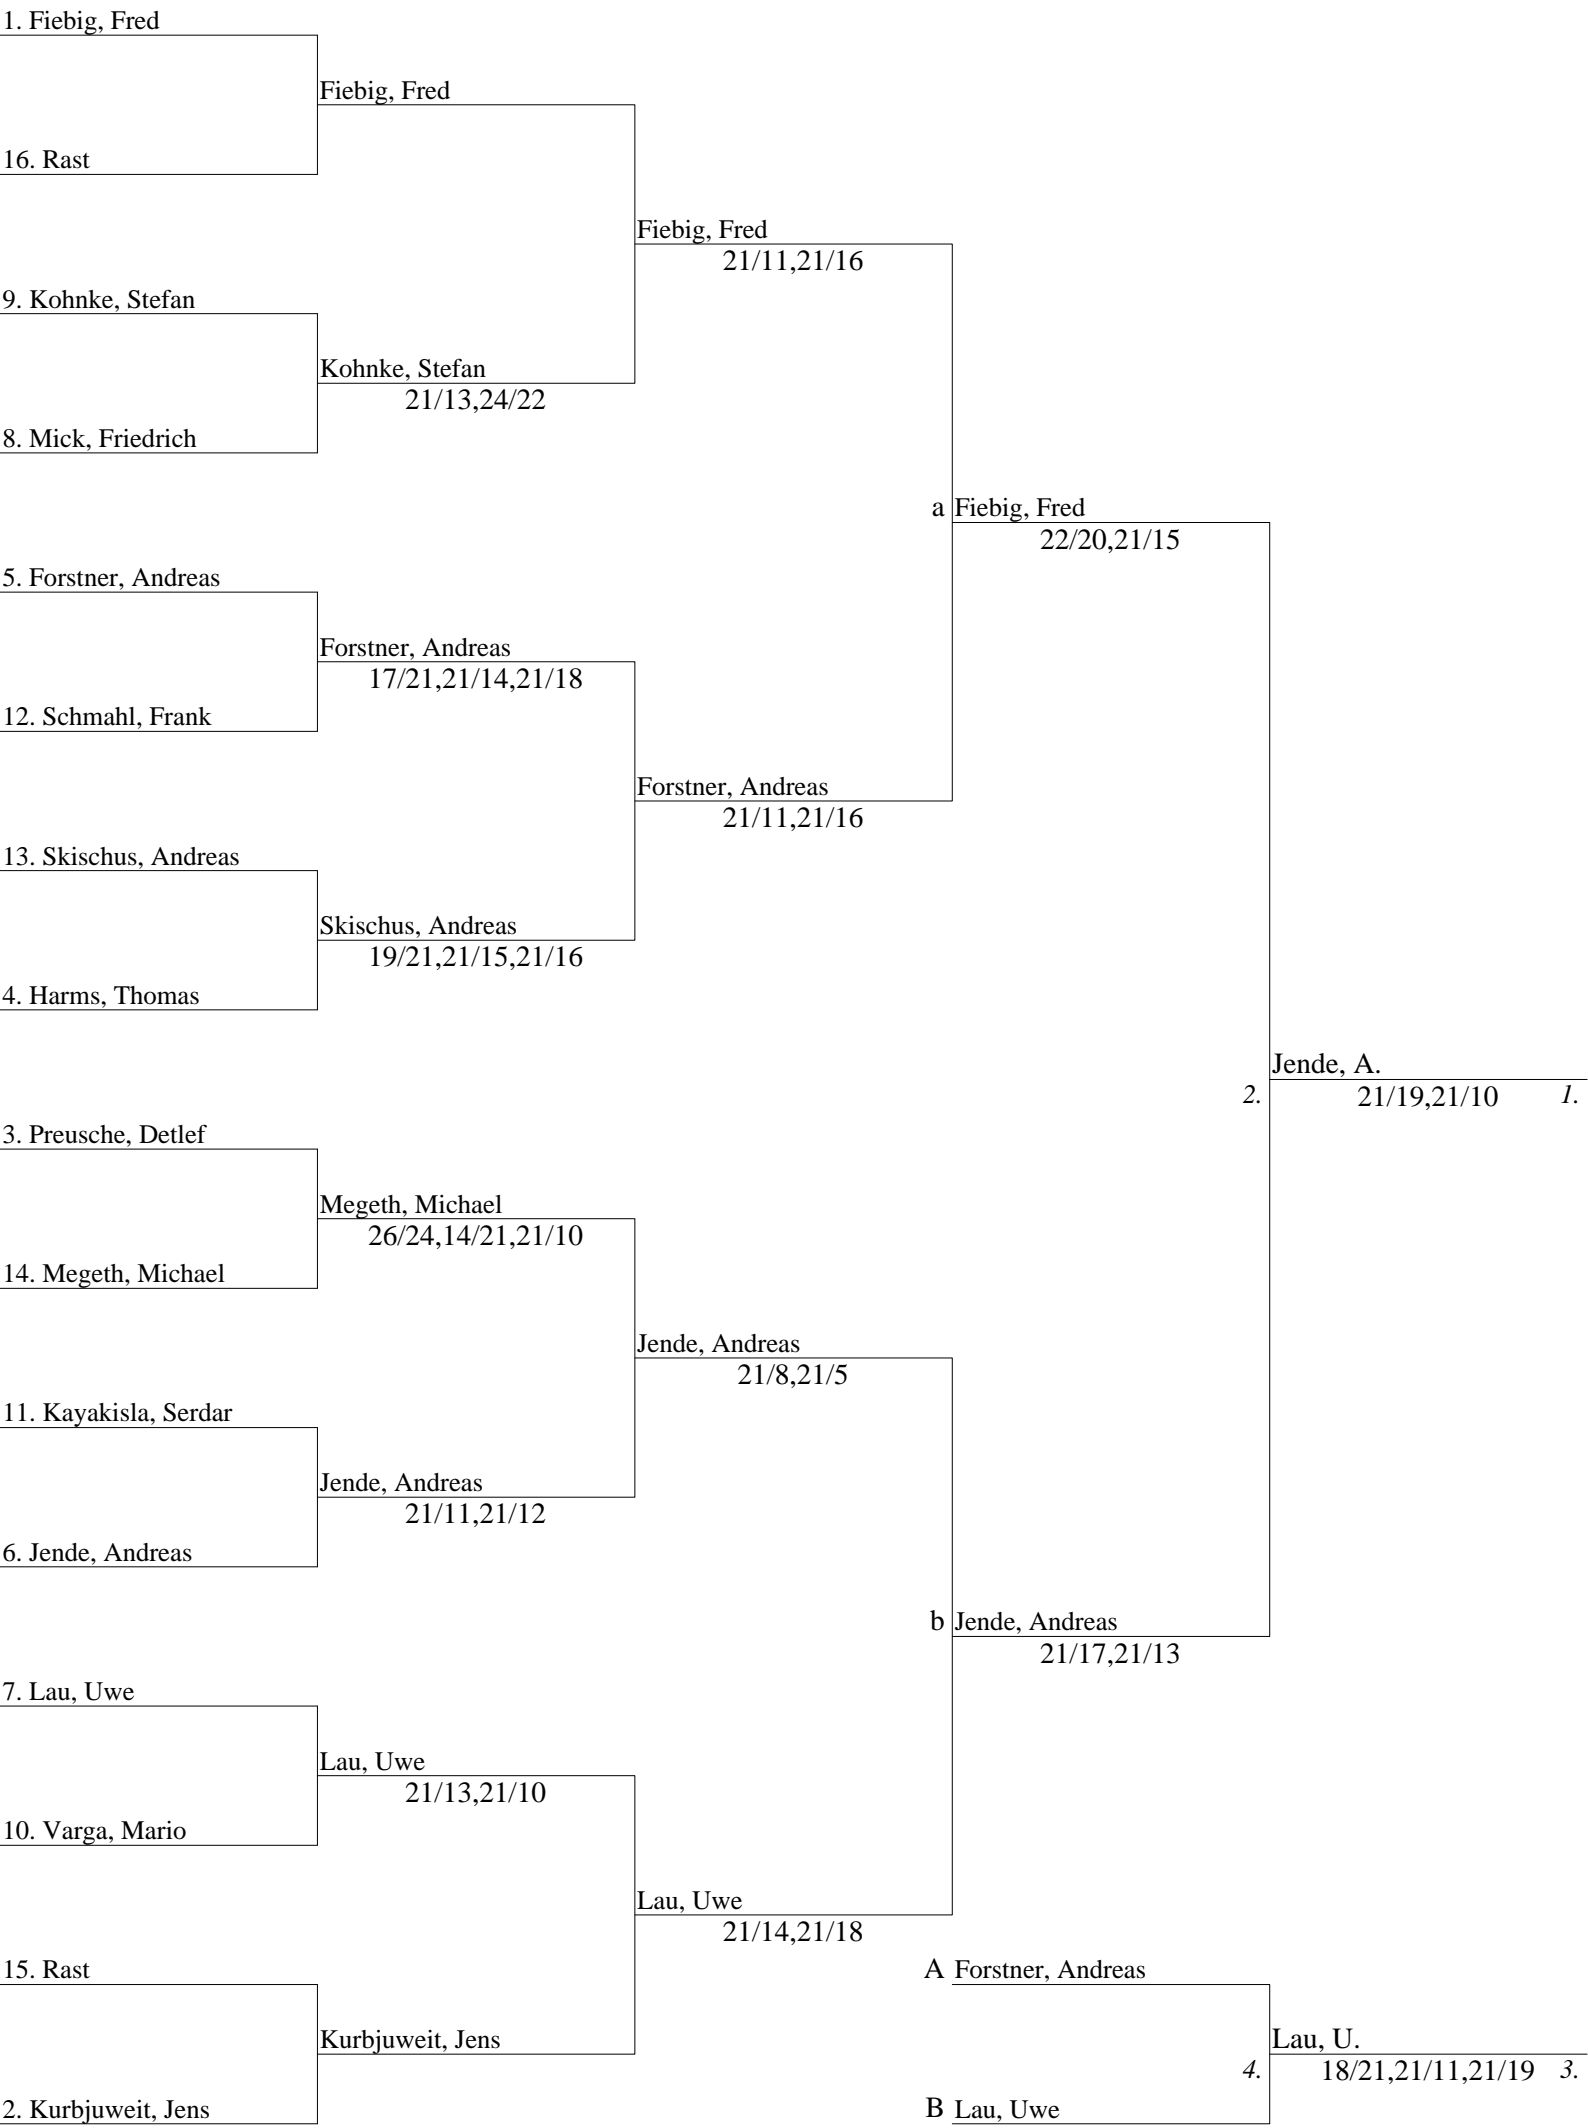 1. Fiebig, Fred
Fiebig, Fred
16. Rast
Fiebig, Fred
21/11,21/16
9. Kohnke, Stefan
Kohnke, Stefan
21/13,24/22
8. Mick, Friedrich
a Fiebig, Fred
22/20,21/15
5. Forstner, Andreas
Forstner, Andreas
17/21,21/14,21/18
12. Schmahl, Frank
Forstner, Andreas
21/11,21/16
13. Skischus, Andreas
Skischus, Andreas
19/21,21/15,21/16
4. Harms, Thomas
Jende, A.
2. 21/19,21/10 1.
3. Preusche, Detlef
Megeth, Michael
26/24,14/21,21/10
14. Megeth, Michael
Jende, Andreas
21/8,21/5
11. Kayakisla, Serdar
Jende, Andreas
21/11,21/12
6. Jende, Andreas
b Jende, Andreas
21/17,21/13
7. Lau, Uwe
Lau, Uwe
21/13,21/10
10. Varga, Mario
Lau, Uwe
21/14,21/18
15. Rast
A Forstner, Andreas
Kurbjuweit, Jens
Lau, U.
4. 18/21,21/11,21/19 3.
2. Kurbjuweit, Jens
B Lau, Uwe